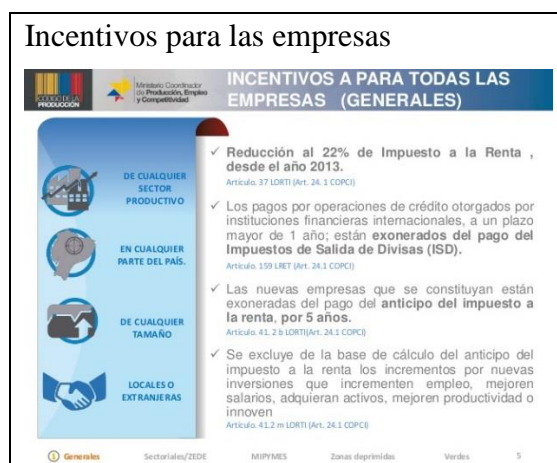 Incentivos para las empresas
CÓDIGO DE LA
PRODUCCIÓN
Ministerio Coordinador
de Producción, Empleo
y Competitividad
INCENTIVOS A PARA TODAS LAS
EMPRESAS (GENERALES)
DE CUALQUIER
SECTOR
PRODUCTIVO
EN CUALQUIER
PARTE DEL PAÍS.
DE CUALQUIER
TAMAÑO
LOCALES O
EXTRANJERAS
✓ Reducción al 22% de Impuesto a la Renta ,
desde el año 2013.
Artículo. 37 LORTI (Art. 24. 1 COPCI)
✓ Los pagos por operaciones de crédito otorgados por
instituciones financieras internacionales, a un plazo
mayor de 1 año; están exonerados del pago del
Impuestos de Salida de Divisas (ISD).
Artículo. 159 LRET (Art. 24.1 COPCI)
✓ Las nuevas empresas que se constituyan están
exoneradas del pago del anticipo del impuesto a
la renta, por 5 años.
Artículo. 41. 2 b LORTI(Art. 24.1 COPCI)
✓ Se excluye de la base de cálculo del anticipo del
impuesto a la renta los incrementos por nuevas
inversiones que incrementen empleo, mejoren
salarios, adquieran activos, mejoren productividad o
innoven
Artículo. 41.2 m LORTI (Art. 24.1 COPCI)
1 Generales Sectoriales/ZEDE MIPYMES Zonas deprimidas Verdes 5